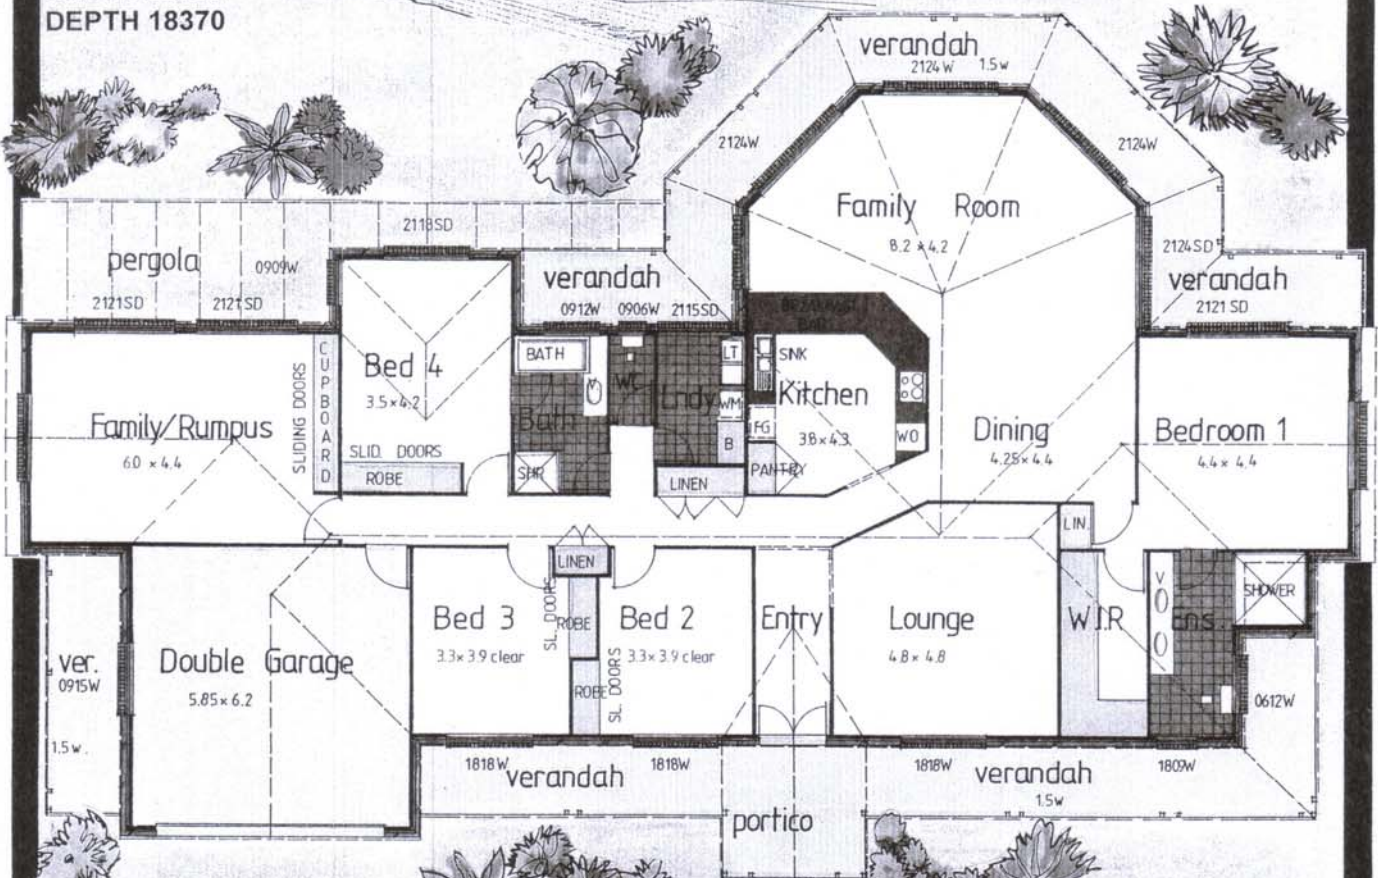 DEPTH 18370
verandah
2124W 1.5w
2124W
2124W
Family Room
8.2 x 4.2
2118SD
pergola
0909W
2121SD
2121SD
verandah
0912W 0906W 2115SD
2124SD
verandah
2121SD
BREAKFAST
BAR
CUPBOARD
SLIDING DOORS
Family/Rumpus
6.0 x 4.4
Bed 4
3.5 x 4.2
SLID. DOORS
ROBE
BATH
V
Bath
SHR
WC
Lndy
LT
WM
B
LINEN
SINK
Kitchen
3.8 x 4.3
FG
PANTRY
WO
Dining
4.25 x 4.4
Bedroom 1
4.4 x 4.4
LIN.
ver.
0915W
1.5w.
Double Garage
5.85 x 6.2
Bed 3
3.3 x 3.9 clear
LINEN
SL. DOORS
ROBE
ROBE
SL. DOORS
Bed 2
3.3 x 3.9 clear
Entry
Lounge
4.8 x 4.8
W.I.R
V
Ens.
SHOWER
0612W
1818W
verandah
1818W
1818W
verandah
1.5w
1809W
portico